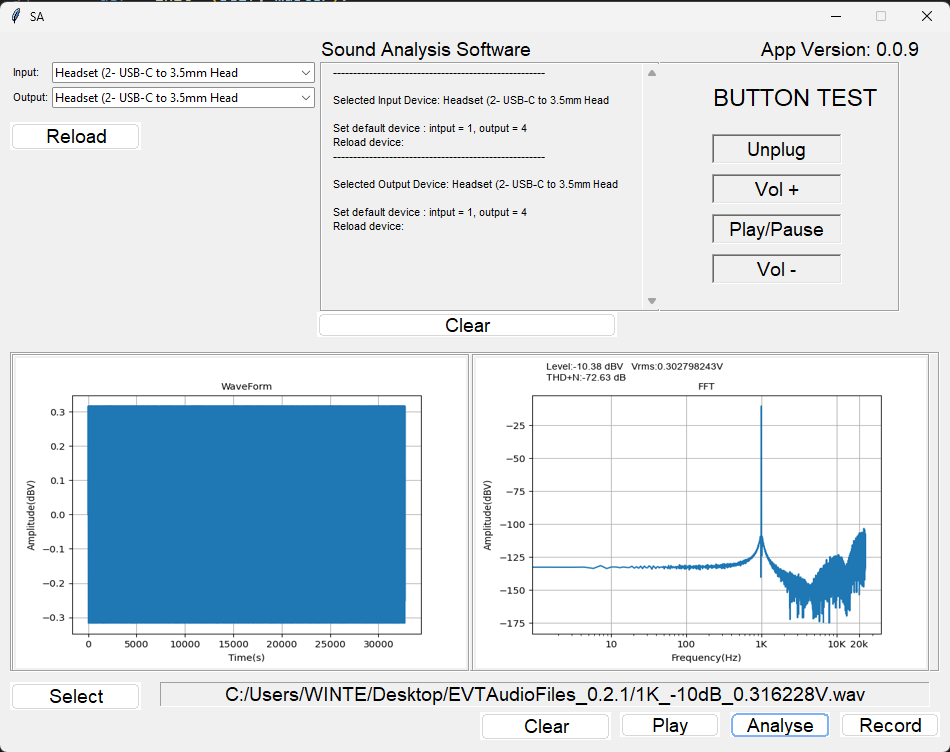 SA
Sound Analysis Software
App Version: 0.0.9
Input:
Headset (2- USB-C to 3.5mm Head
Output:
Headset (2- USB-C to 3.5mm Head
Reload
------------------------------------------------------
Selected Input Device: Headset (2- USB-C to 3.5mm Head
Set default device : intput = 1, output = 4
Reload device:
------------------------------------------------------
Selected Output Device: Headset (2- USB-C to 3.5mm Head
Set default device : intput = 1, output = 4
Reload device:
BUTTON TEST
Unplug
Vol +
Play/Pause
Vol -
Clear
WaveForm
Amplitude(dBV)
0.3
0.2
0.1
0.0
−0.1
−0.2
−0.3
0 5000 10000 15000 20000 25000 30000
Time(s)
Level:-10.38 dBV Vrms:0.302798243V
THD+N:-72.63 dB
FFT
Amplitude(dBV)
−25
−50
−75
−100
−125
−150
−175
10 100 1K 10K 20K
Frequency(Hz)
Select
C:/Users/WINTE/Desktop/EVTAudioFiles_0.2.1/1K_-10dB_0.316228V.wav
Clear
Play
Analyse
Record